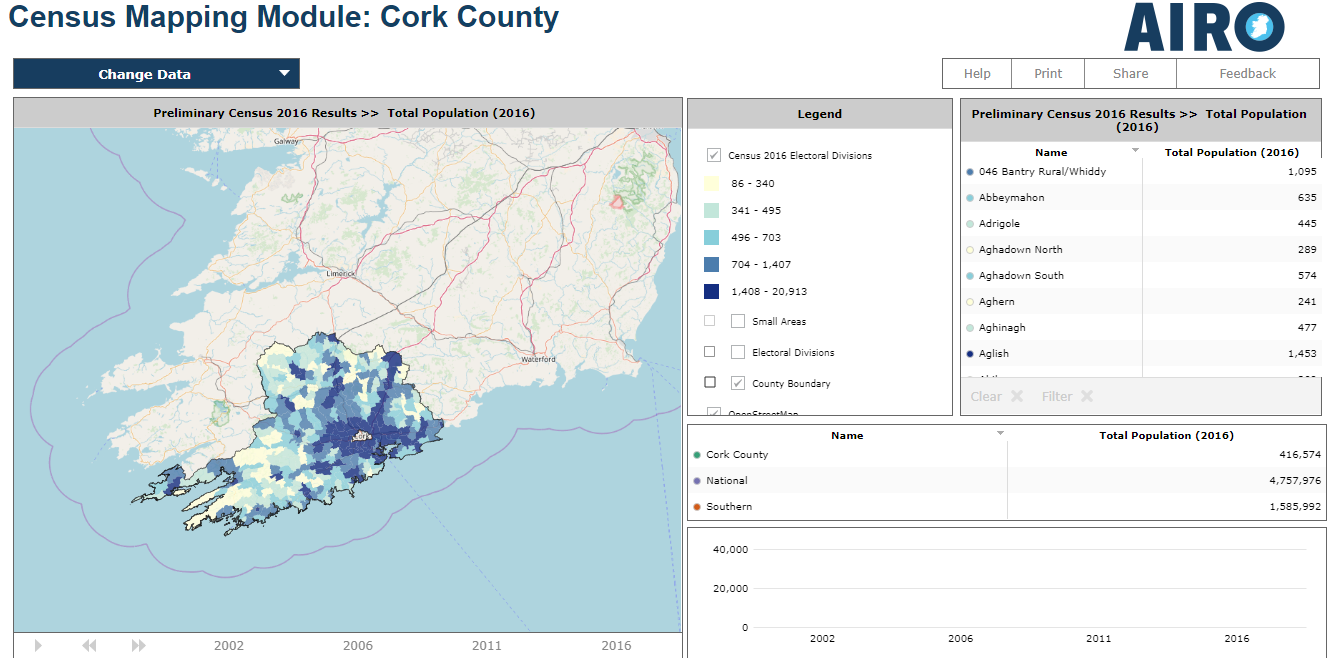 Census Mapping Module: Cork County
AIRO
Change Data
Help Print Share Feedback
Preliminary Census 2016 Results >> Total Population (2016)
Galway
Limerick
Waterford
Cork
2002 2006 2011 2016
Legend
Census 2016 Electoral Divisions
86 - 340
341 - 495
496 - 703
704 - 1,407
1,408 - 20,913
Small Areas
Electoral Divisions
County Boundary
OpenStreetMap
Preliminary Census 2016 Results >> Total Population
(2016)
Name Total Population (2016)
046 Bantry Rural/Whiddy 1,095
Abbeymahon 635
Adrigole 445
Aghadown North 289
Aghadown South 574
Aghern 241
Aghinagh 477
Aglish 1,453
Clear Filter
Name Total Population (2016)
Cork County 416,574
National 4,757,976
Southern 1,585,992
40,000
20,000
0
2002 2006 2011 2016